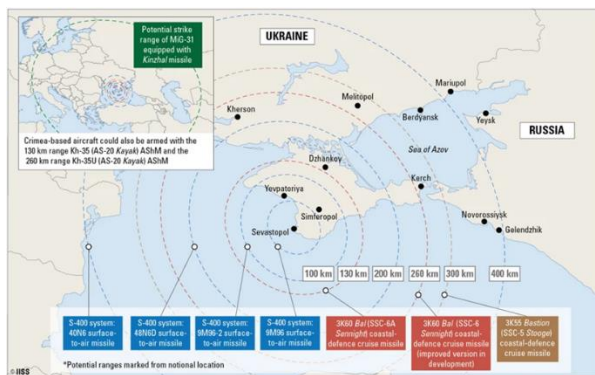 Potential strike
range of MiG-31
equipped with
Kinzhal missile
Crimea-based aircraft could also be armed with the
130 km range Kh-35 (AS-20 Kayak) AShM and the
260 km range Kh-35U (AS-20 Kayak) AShM
UKRAINE
RUSSIA
Mariupol
Melitopol
Kherson
Berdyansk
Yeysk
Sea of Azov
Dzhankoy
Kerch
Yevpatoriya
Simferopol
Sevastopol
Novorossiysk
Gelendzhik
100 km
130 km
200 km
260 km
300 km
400 km
S-400 system:
40N6 surface-
to-air missile
S-400 system:
48N6D surface-
to-air missile
S-400 system:
9M96-2 surface-
to-air missile
S-400 system:
9M96 surface-
to-air missile
3K60 Bal (SSC-6A
Sennight) coastal-
defence cruise missile
3K60 Bal (SSC-6
Sennight) coastal-
defence cruise missile
(improved version in
development)
3K55 Bastion
(SSC-5 Stooge)
coastal-defence
cruise missile
*Potential ranges marked from notional location
© IISS